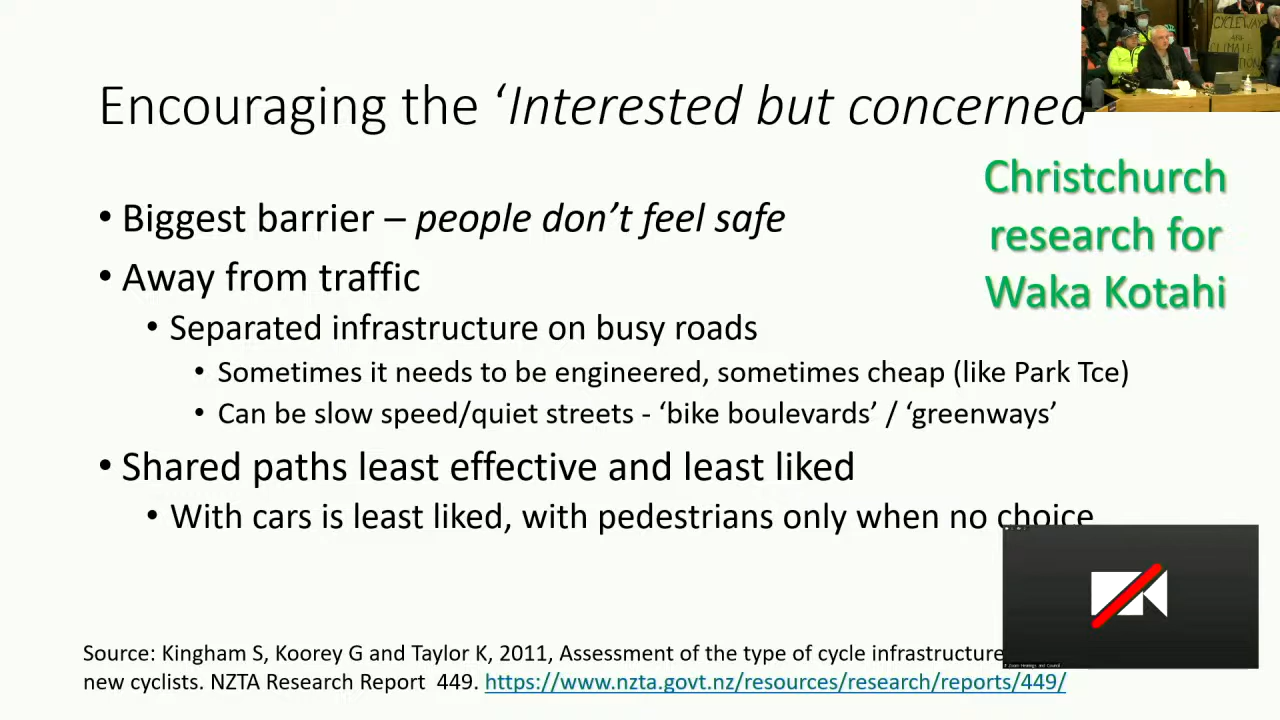 Encouraging the ‘Interested but concerned
Christchurch
research for
Waka Kotahi
• Biggest barrier – people don’t feel safe
• Away from traffic
• Separated infrastructure on busy roads
• Sometimes it needs to be engineered, sometimes cheap (like Park Tce)
• Can be slow speed/quiet streets - ‘bike boulevards’ / ‘greenways’
• Shared paths least effective and least liked
• With cars is least liked, with pedestrians only when no choice
Source: Kingham S, Koorey G and Taylor K, 2011, Assessment of the type of cycle infrastructure
new cyclists. NZTA Research Report 449. https://www.nzta.govt.nz/resources/research/reports/449/
CYCLEWAYS
CLIMATE